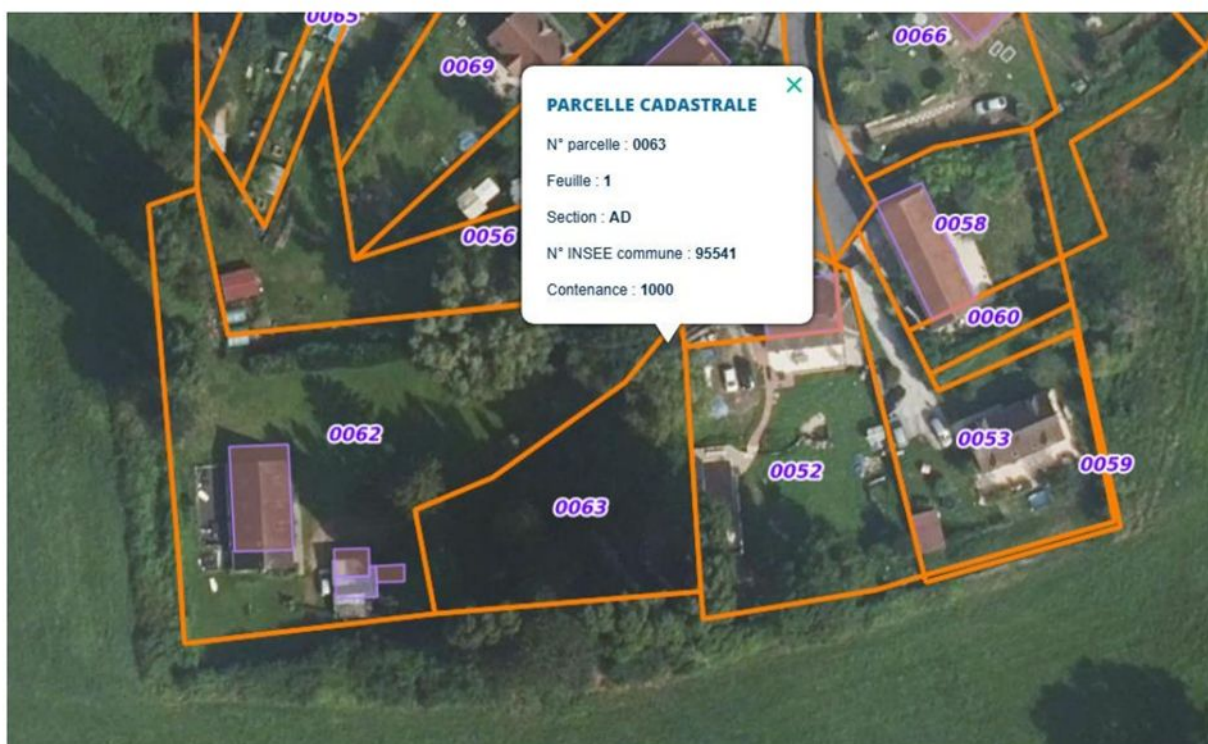 0065
0066
0069
PARCELLE CADASTRALE
N° parcelle : 0063
Feuille : 1
Section : AD
N° INSEE commune : 95541
Contenance : 1000
0056
0058
0060
0062
0053
0059
0052
0063